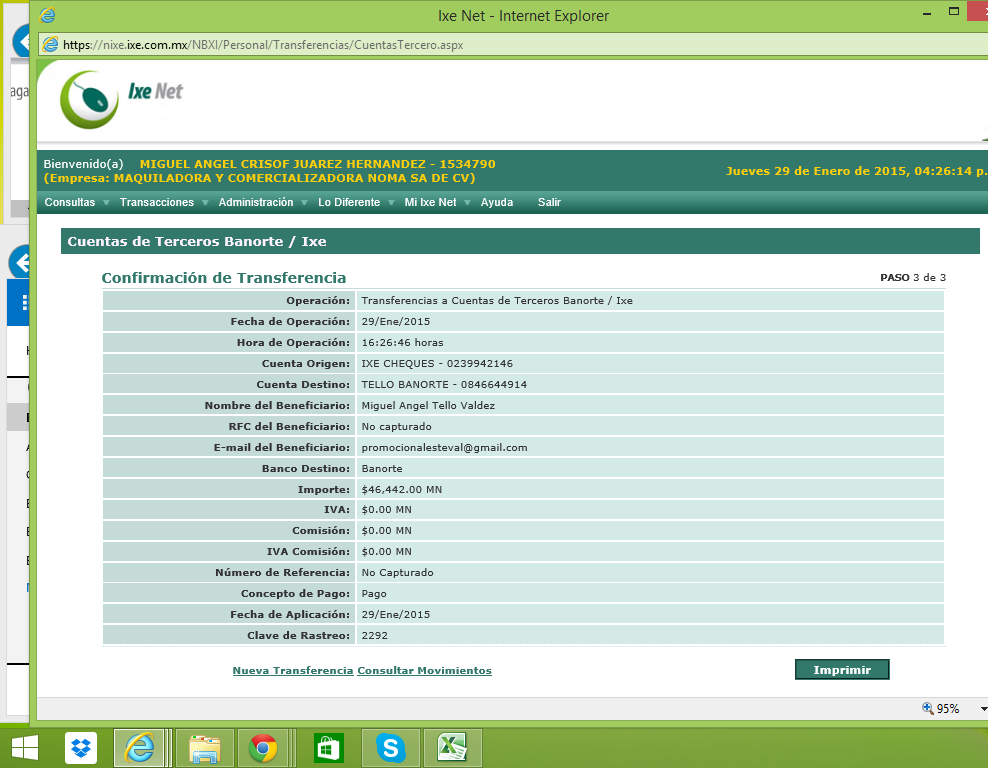 Ixe Net - Internet Explorer
https://nixe.ixe.com.mx/NBXI/Personal/Transferencias/CuentasTercero.aspx
Ixe Net
Bienvenido(a) MIGUEL ANGEL CRISOF JUAREZ HERNANDEZ - 1534790
(Empresa: MAQUILADORA Y COMERCIALIZADORA NOMA SA DE CV)
Jueves 29 de Enero de 2015, 04:26:14 p.
Consultas Transacciones Administración Lo Diferente Mi Ixe Net Ayuda Salir
Cuentas de Terceros Banorte / Ixe
Confirmación de Transferencia PASO 3 de 3
Operación: Transferencias a Cuentas de Terceros Banorte / Ixe
Fecha de Operación: 29/Ene/2015
Hora de Operación: 16:26:46 horas
Cuenta Origen: IXE CHEQUES - 0239942146
Cuenta Destino: TELLO BANORTE - 0846644914
Nombre del Beneficiario: Miguel Angel Tello Valdez
RFC del Beneficiario: No capturado
E-mail del Beneficiario: promocionalesteval@gmail.com
Banco Destino: Banorte
Importe: $46,442.00 MN
IVA: $0.00 MN
Comisión: $0.00 MN
IVA Comisión: $0.00 MN
Número de Referencia: No Capturado
Concepto de Pago: Pago
Fecha de Aplicación: 29/Ene/2015
Clave de Rastreo: 2292
Nueva Transferencia Consultar Movimientos Imprimir
95%